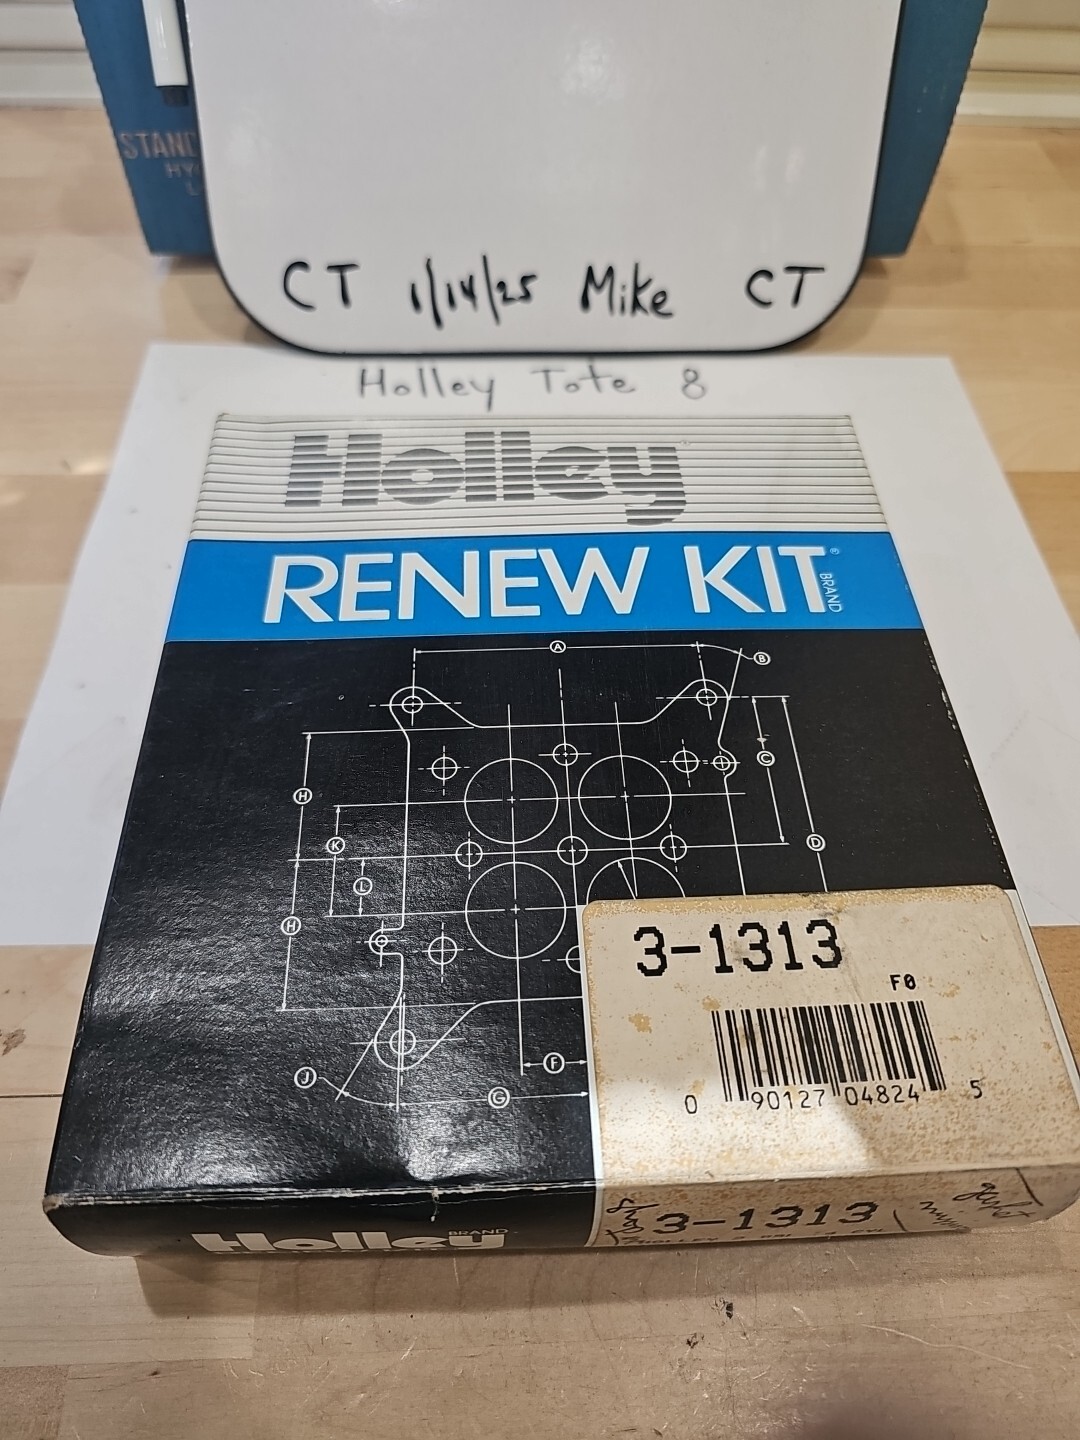 CT 1/14/25 Mike CT
Holley Tote 8
Holley®
RENEW KIT®
BRAND
A
B
C
D
H
K
L
H
J
F
G
3-1313
F0
0 90127 04824 5
Holley
BRAND
3-1313